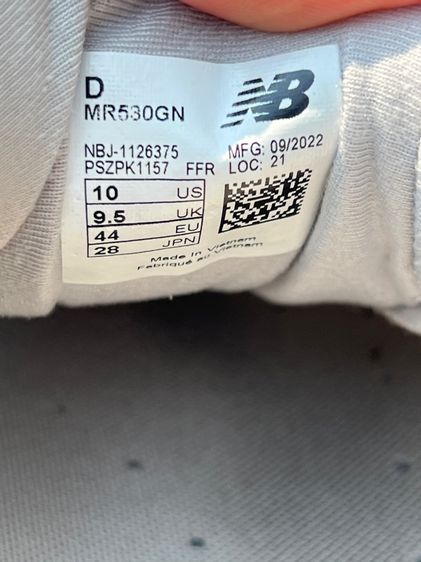 D
NB
MR530GN
NBJ-1126375 MFG: 09/2022
PSZPK1157 FFR LOC: 21
10 US
9.5 UK
44 EU
28 JPN
Made in Vietnam
Fabriqué au Vietnam